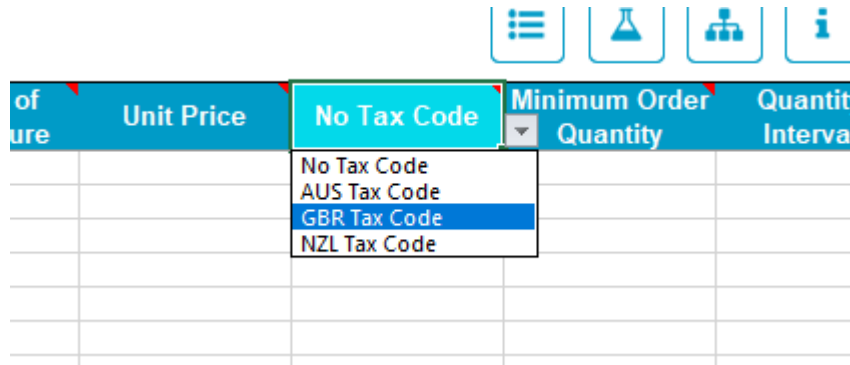 of
ure
Unit Price
No Tax Code
Minimum Order
Quantity
Quantit
Interva
No Tax Code
AUS Tax Code
GBR Tax Code
NZL Tax Code